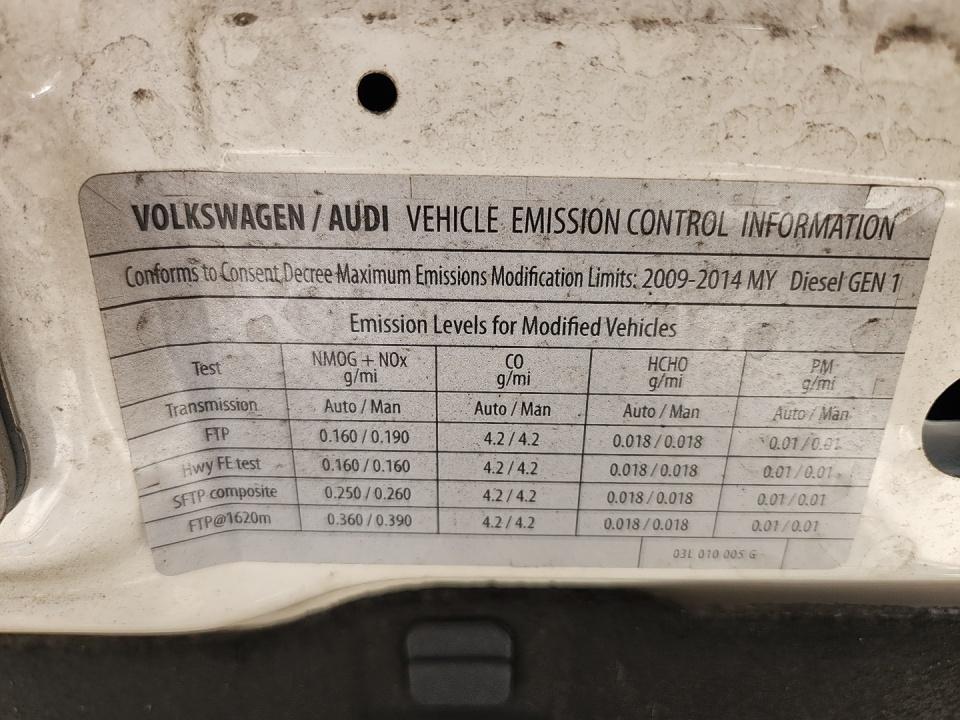 VOLKSWAGEN / AUDI VEHICLE EMISSION CONTROL INFORMATION
Conforms to Consent Decree Maximum Emissions Modification Limits: 2009-2014 MY Diesel GEN 1
Emission Levels for Modified Vehicles
Test NMOG + NOx g/mi CO g/mi HCHO g/mi PM g/mi
Transmission Auto / Man Auto / Man Auto / Man Auto / Man
FTP 0.160 / 0.190 4.2 / 4.2 0.018 / 0.018 0.01 / 0.01
Hwy FE test 0.160 / 0.160 4.2 / 4.2 0.018 / 0.018 0.01 / 0.01
SFTP composite 0.250 / 0.260 4.2 / 4.2 0.018 / 0.018 0.01 / 0.01
FTP@1620m 0.360 / 0.390 4.2 / 4.2 0.018 / 0.018 0.01 / 0.01
03L 010 005 G